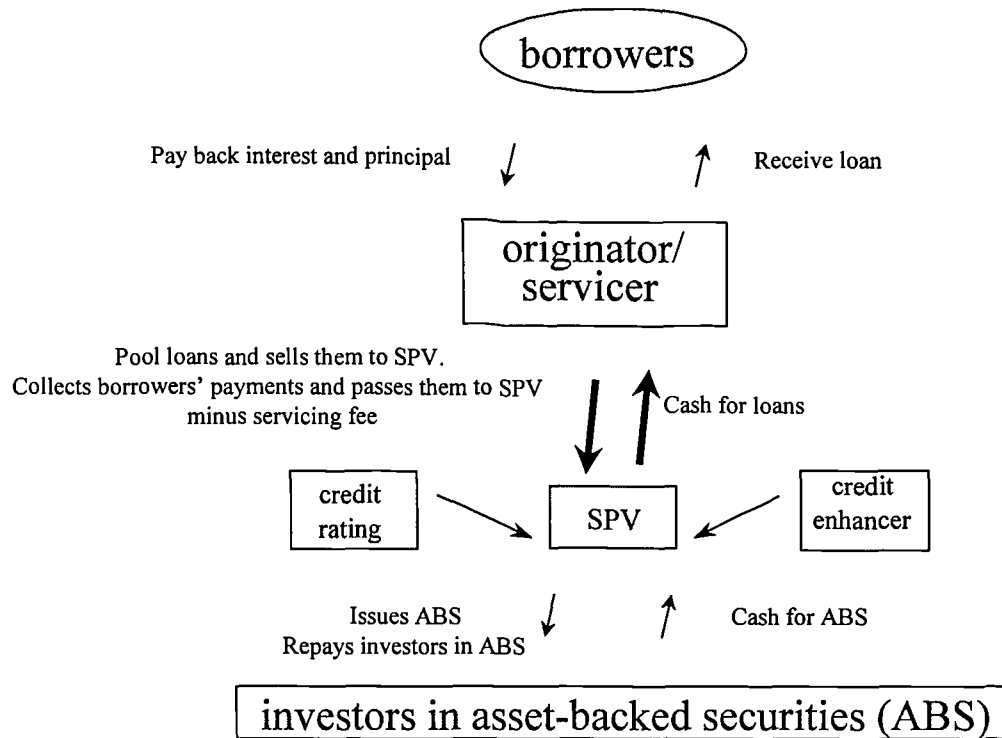 borrowers
Pay back interest and principal
Receive loan
originator/
servicer
Pool loans and sells them to SPV.
Collects borrowers' payments and passes them to SPV
minus servicing fee
Cash for loans
credit
rating
SPV
credit
enhancer
Issues ABS
Repays investors in ABS
Cash for ABS
investors in asset-backed securities (ABS)